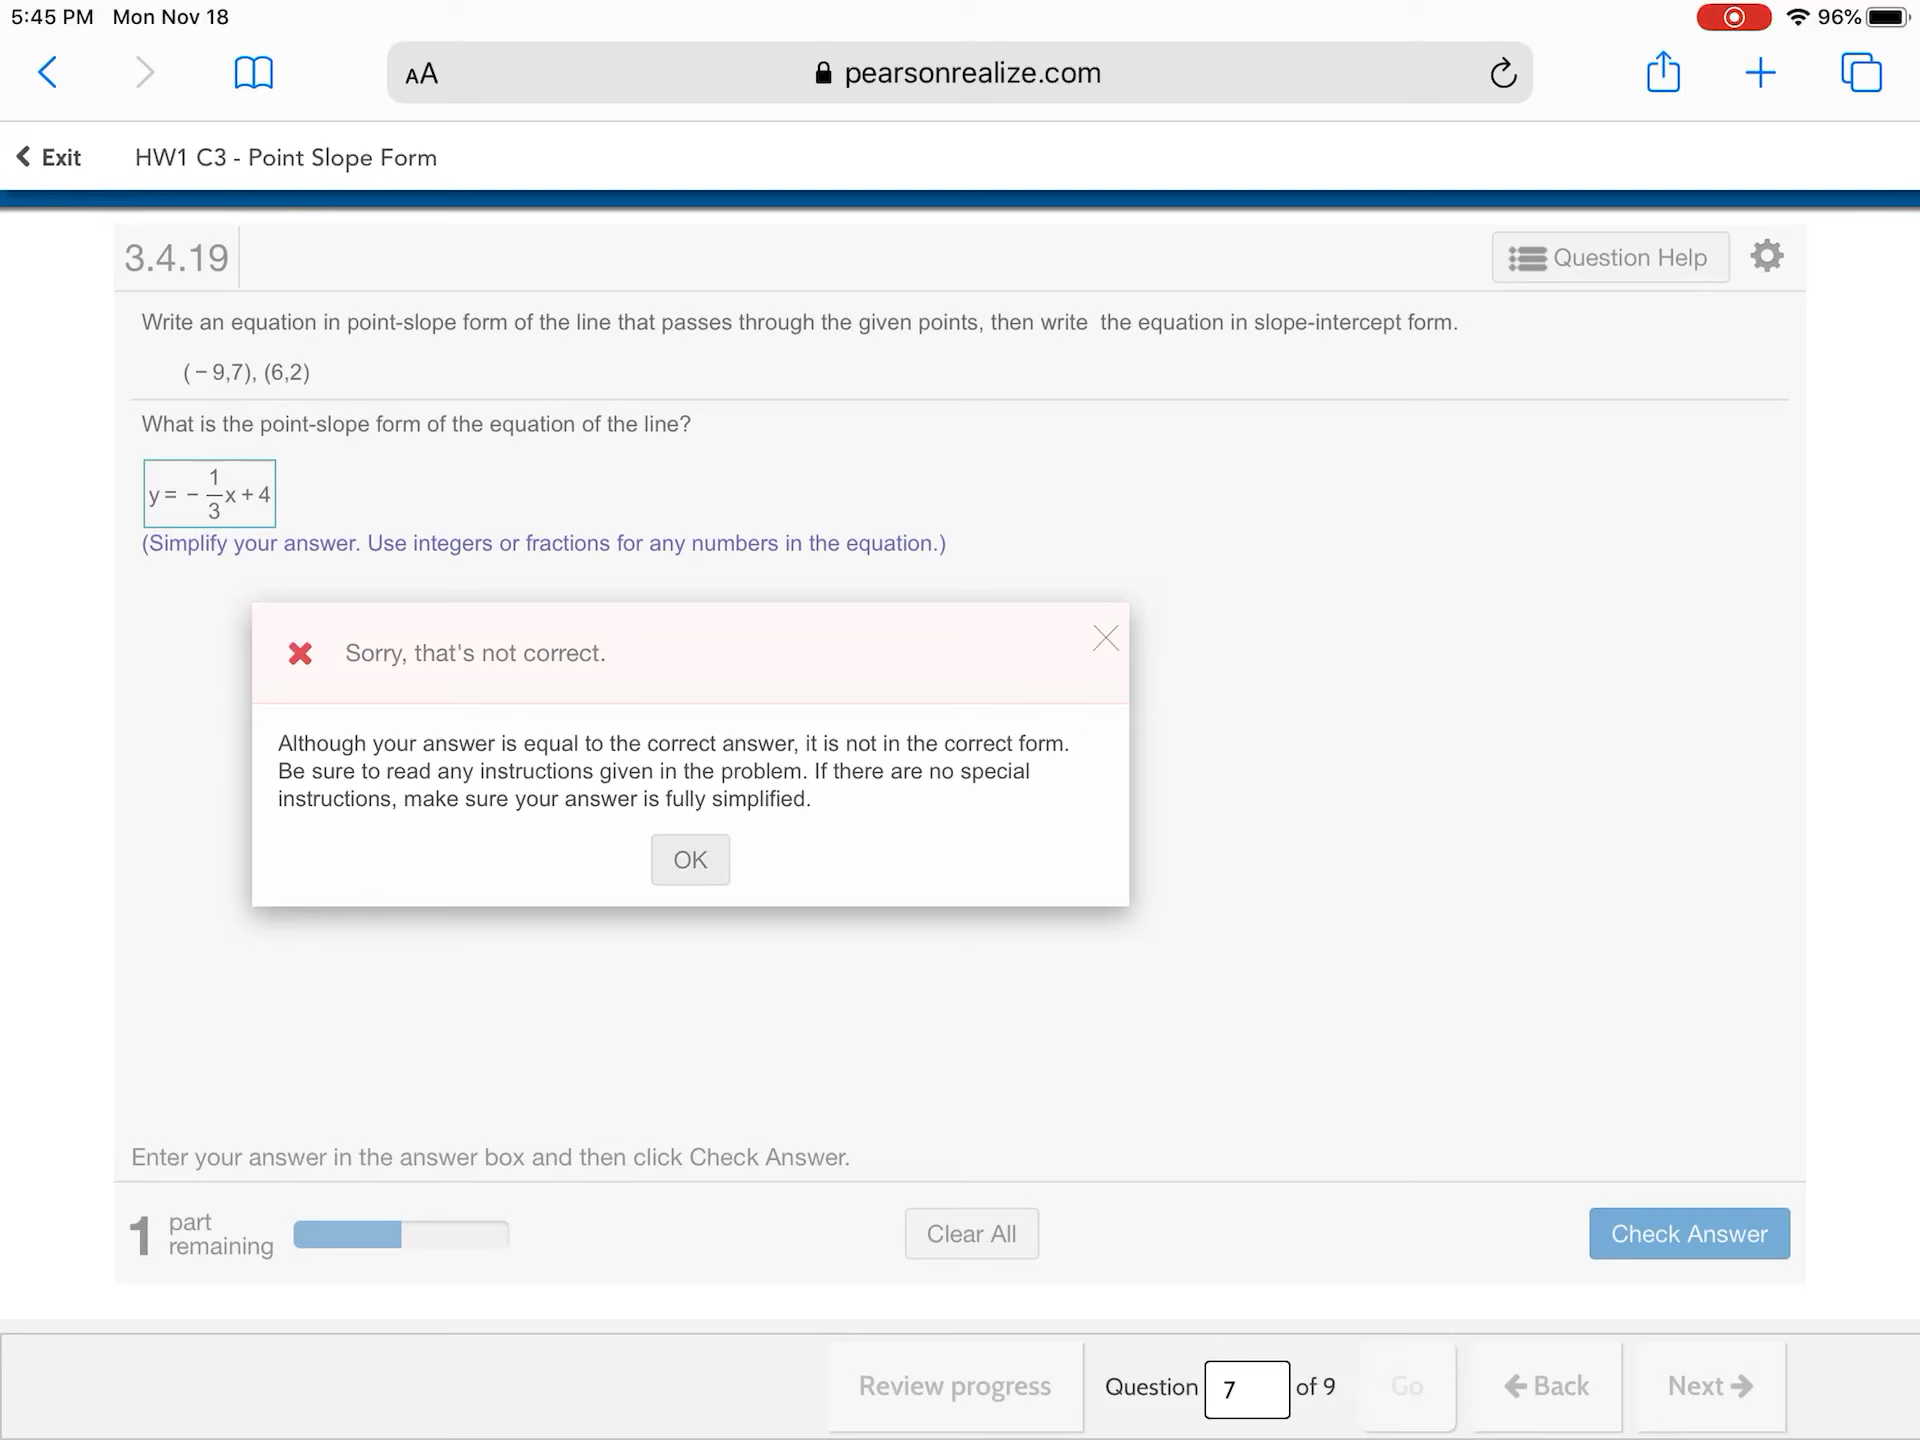 5:45 PM Mon Nov 18
96%
AA pearsonrealize.com
Exit HW1 C3 - Point Slope Form
3.4.19
Question Help
Write an equation in point-slope form of the line that passes through the given points, then write the equation in slope-intercept form.
(−9,7), (6,2)
What is the point-slope form of the equation of the line?
y = −1/3x + 4
(Simplify your answer. Use integers or fractions for any numbers in the equation.)
Sorry, that's not correct.
Although your answer is equal to the correct answer, it is not in the correct form.
Be sure to read any instructions given in the problem. If there are no special
instructions, make sure your answer is fully simplified.
OK
Enter your answer in the answer box and then click Check Answer.
1 part
remaining
Clear All
Check Answer
Review progress
Question 7 of 9
Go
Back
Next